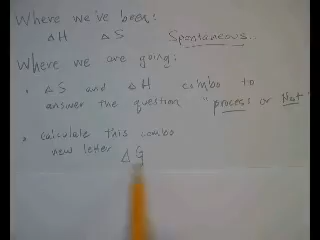 Where we've been:
ΔH ΔS Spontaneous...
Where we are going:
• ΔS and ΔH combo to
answer the question "process or Not"
• Calculate this combo
new letter ΔG